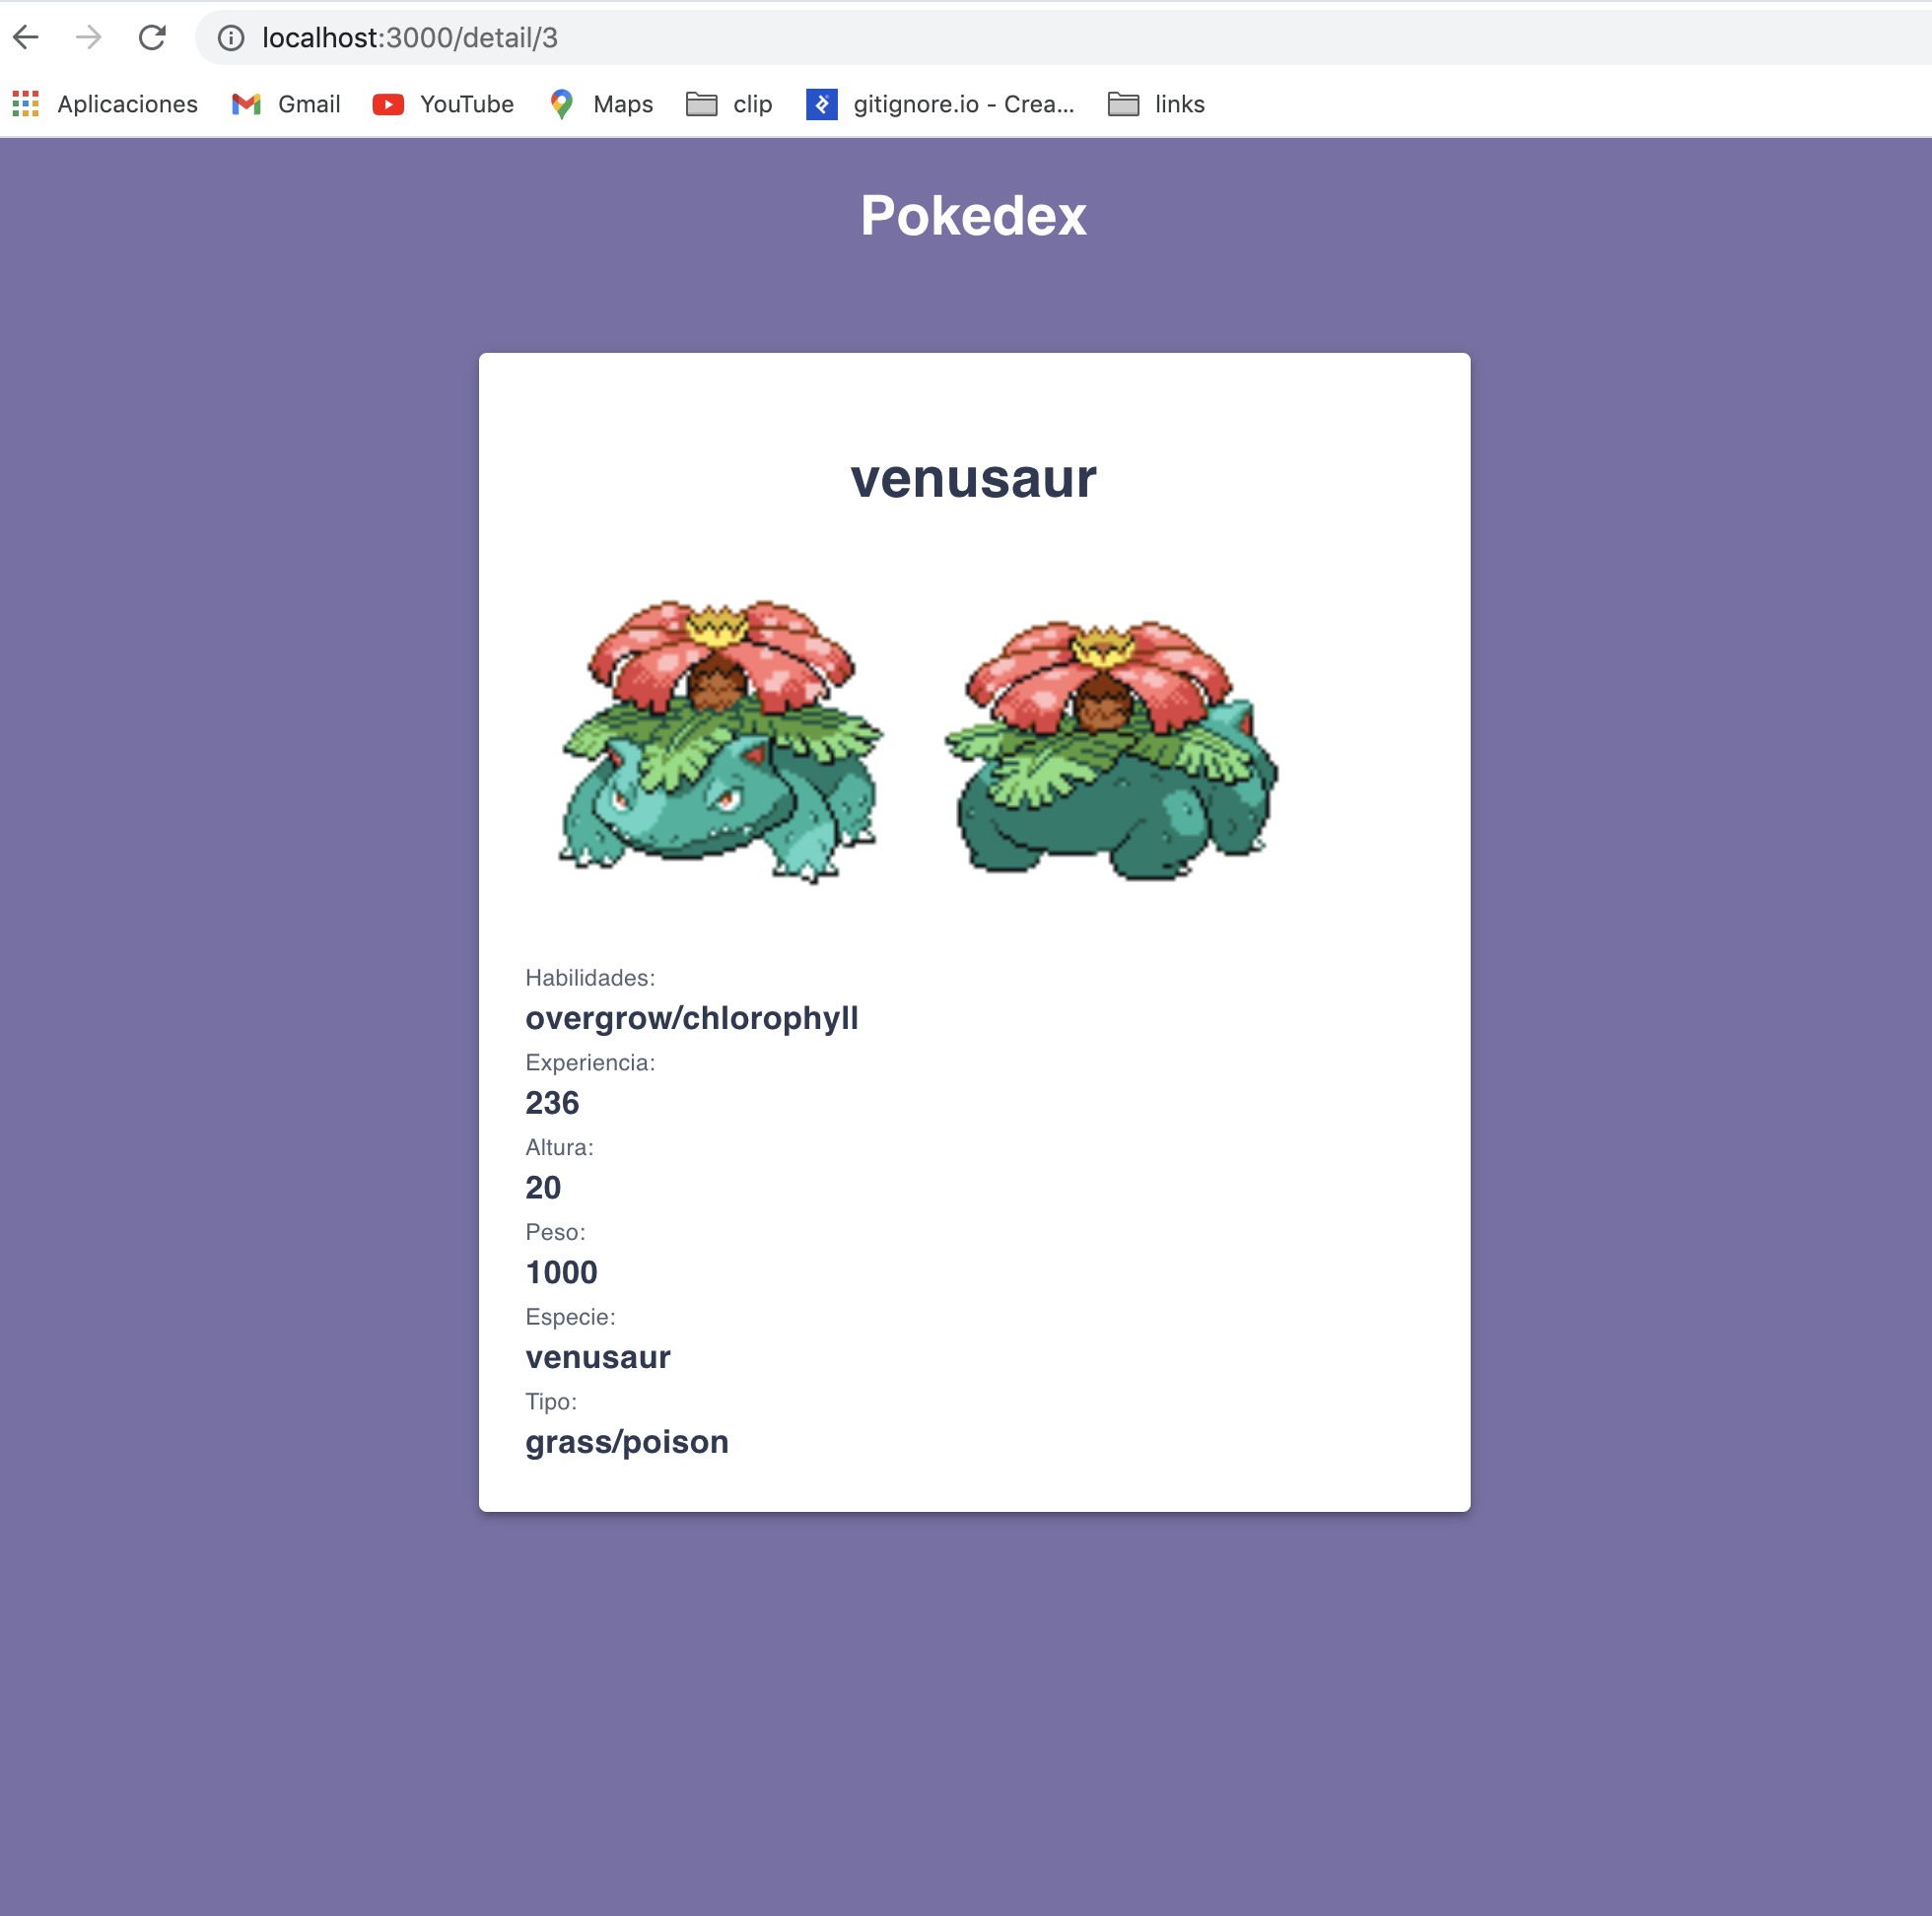 localhost:3000/detail/3
Aplicaciones Gmail YouTube Maps clip gitignore.io - Crea... links
Pokedex
venusaur
Habilidades:
overgrow/chlorophyll
Experiencia:
236
Altura:
20
Peso:
1000
Especie:
venusaur
Tipo:
grass/poison